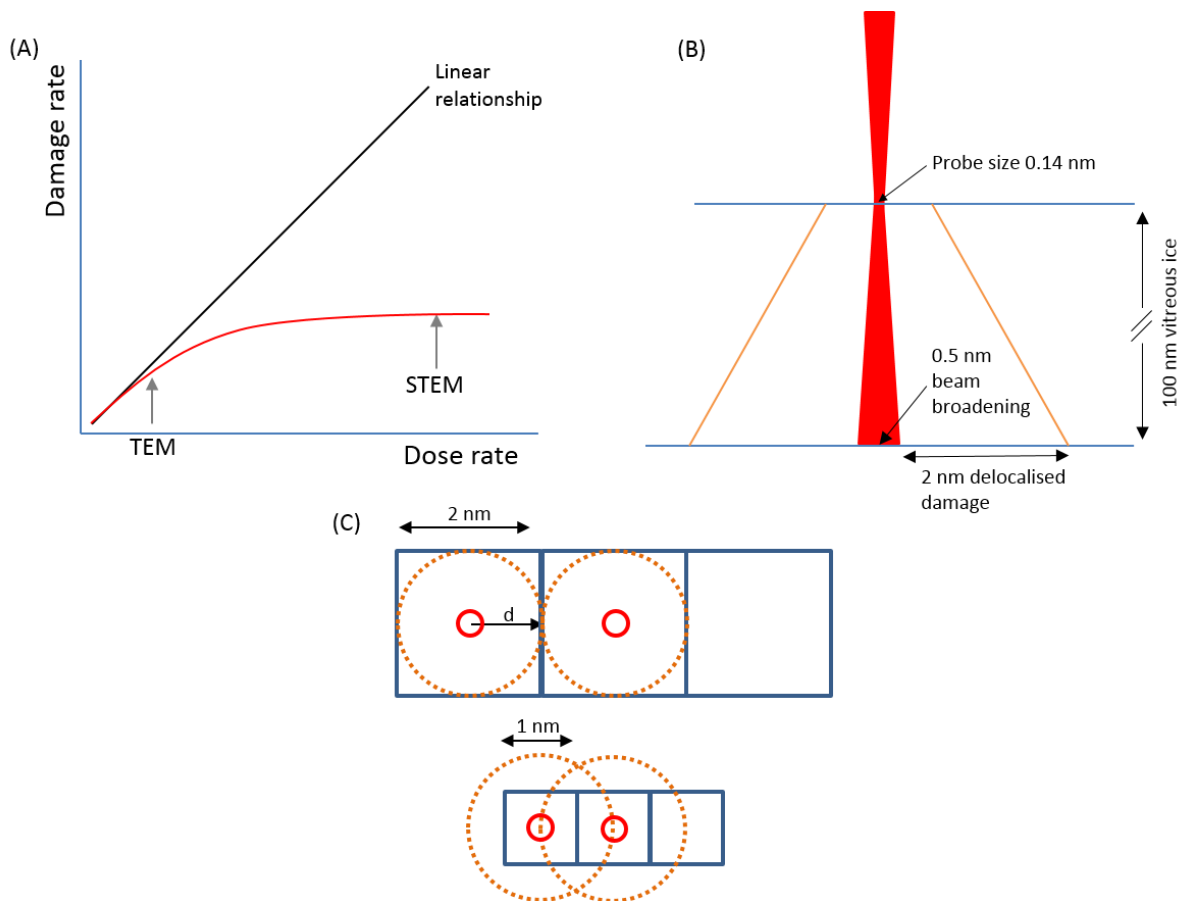 (A)
Damage rate
Linear
relationship
TEM
STEM
Dose rate
(B)
Probe size 0.14 nm
100 nm vitreous ice
0.5 nm
beam
broadening
2 nm delocalised
damage
(C)
2 nm
d
1 nm